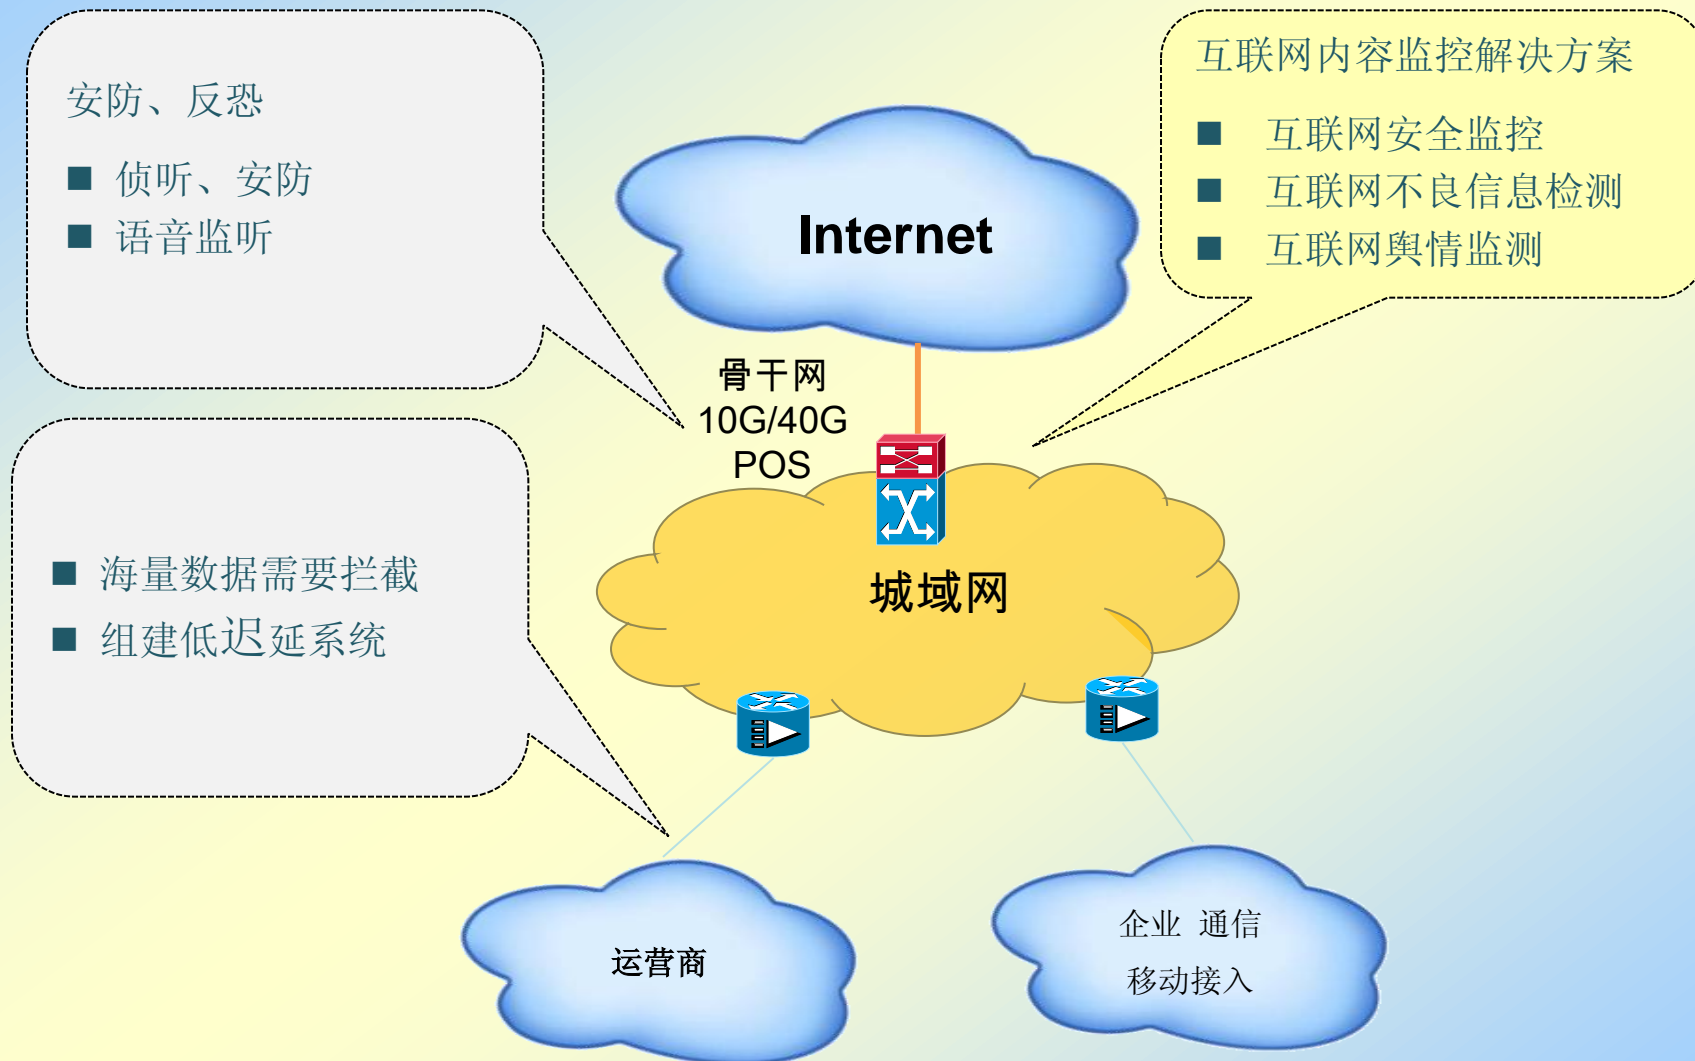 安防、反恐
侦听、安防
语音监听
互联网内容监控解决方案
互联网安全监控
互联网不良信息检测
互联网舆情监测
Internet
骨干网
10G/40G
POS
海量数据需要拦截
组建低迟延系统
城域网
运营商
企业 通信
移动接入